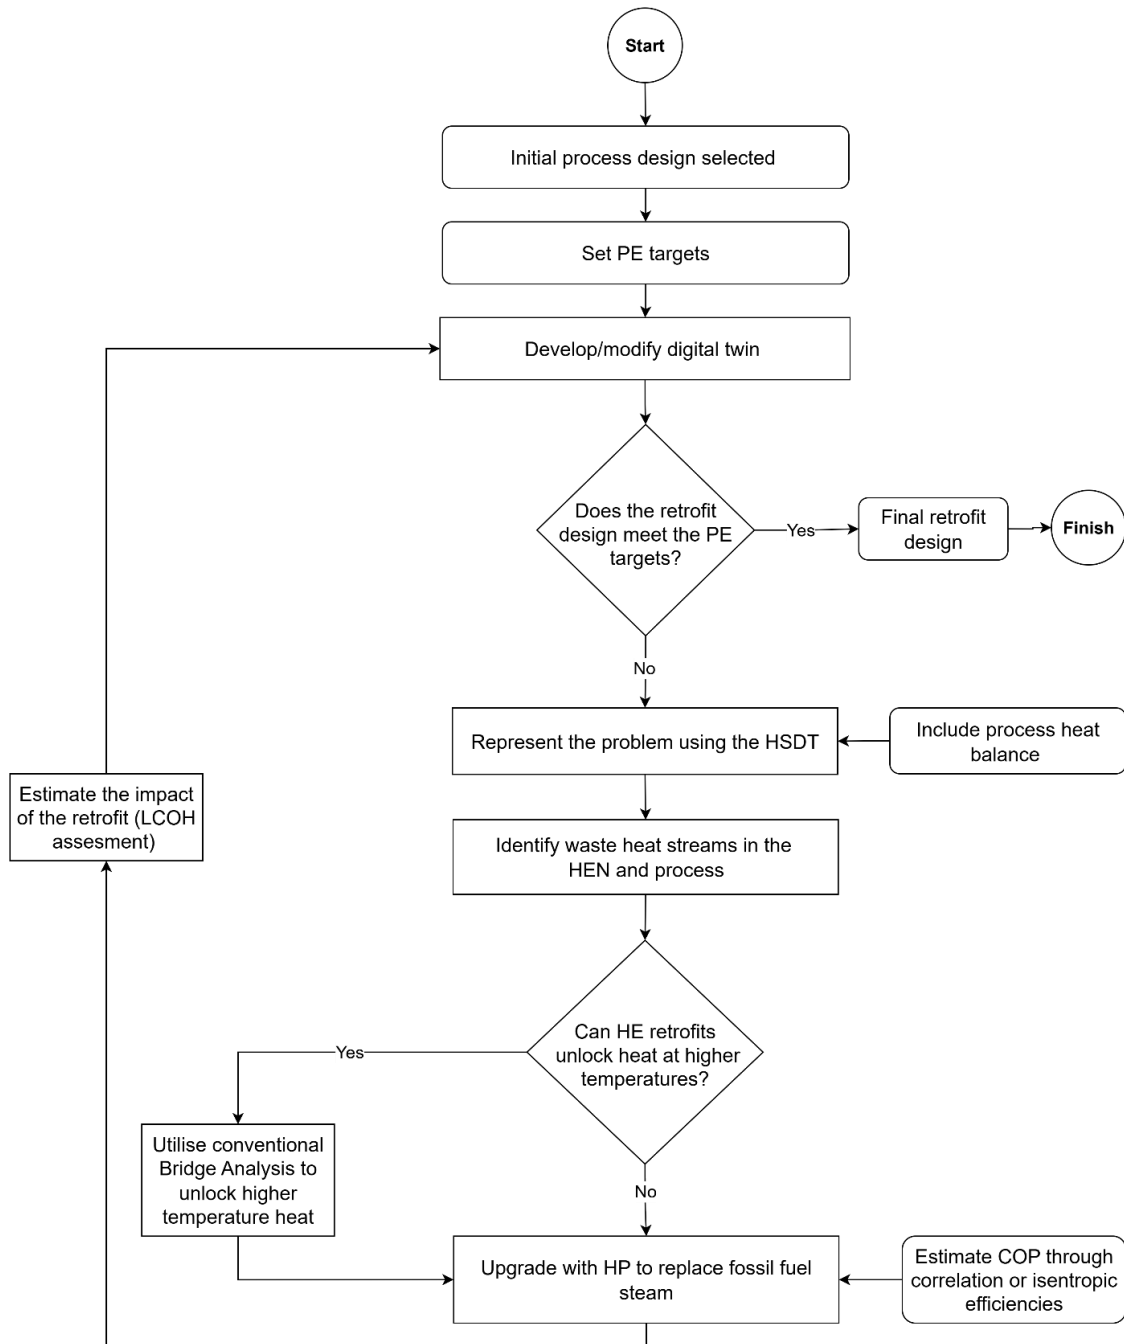 Start
Initial process design selected
Set PE targets
Develop/modify digital twin
Does the retrofit
design meet the PE
targets?
Yes
Final retrofit
design
Finish
No
Represent the problem using the HSDT
Include process heat
balance
Estimate the impact
of the retrofit (LCOH
assesment)
Identify waste heat streams in the
HEN and process
Can HE retrofits
unlock heat at higher
temperatures?
Yes
Utilise conventional
Bridge Analysis to
unlock higher
temperature heat
No
Upgrade with HP to replace fossil fuel
steam
Estimate COP through
correlation or isentropic
efficiencies